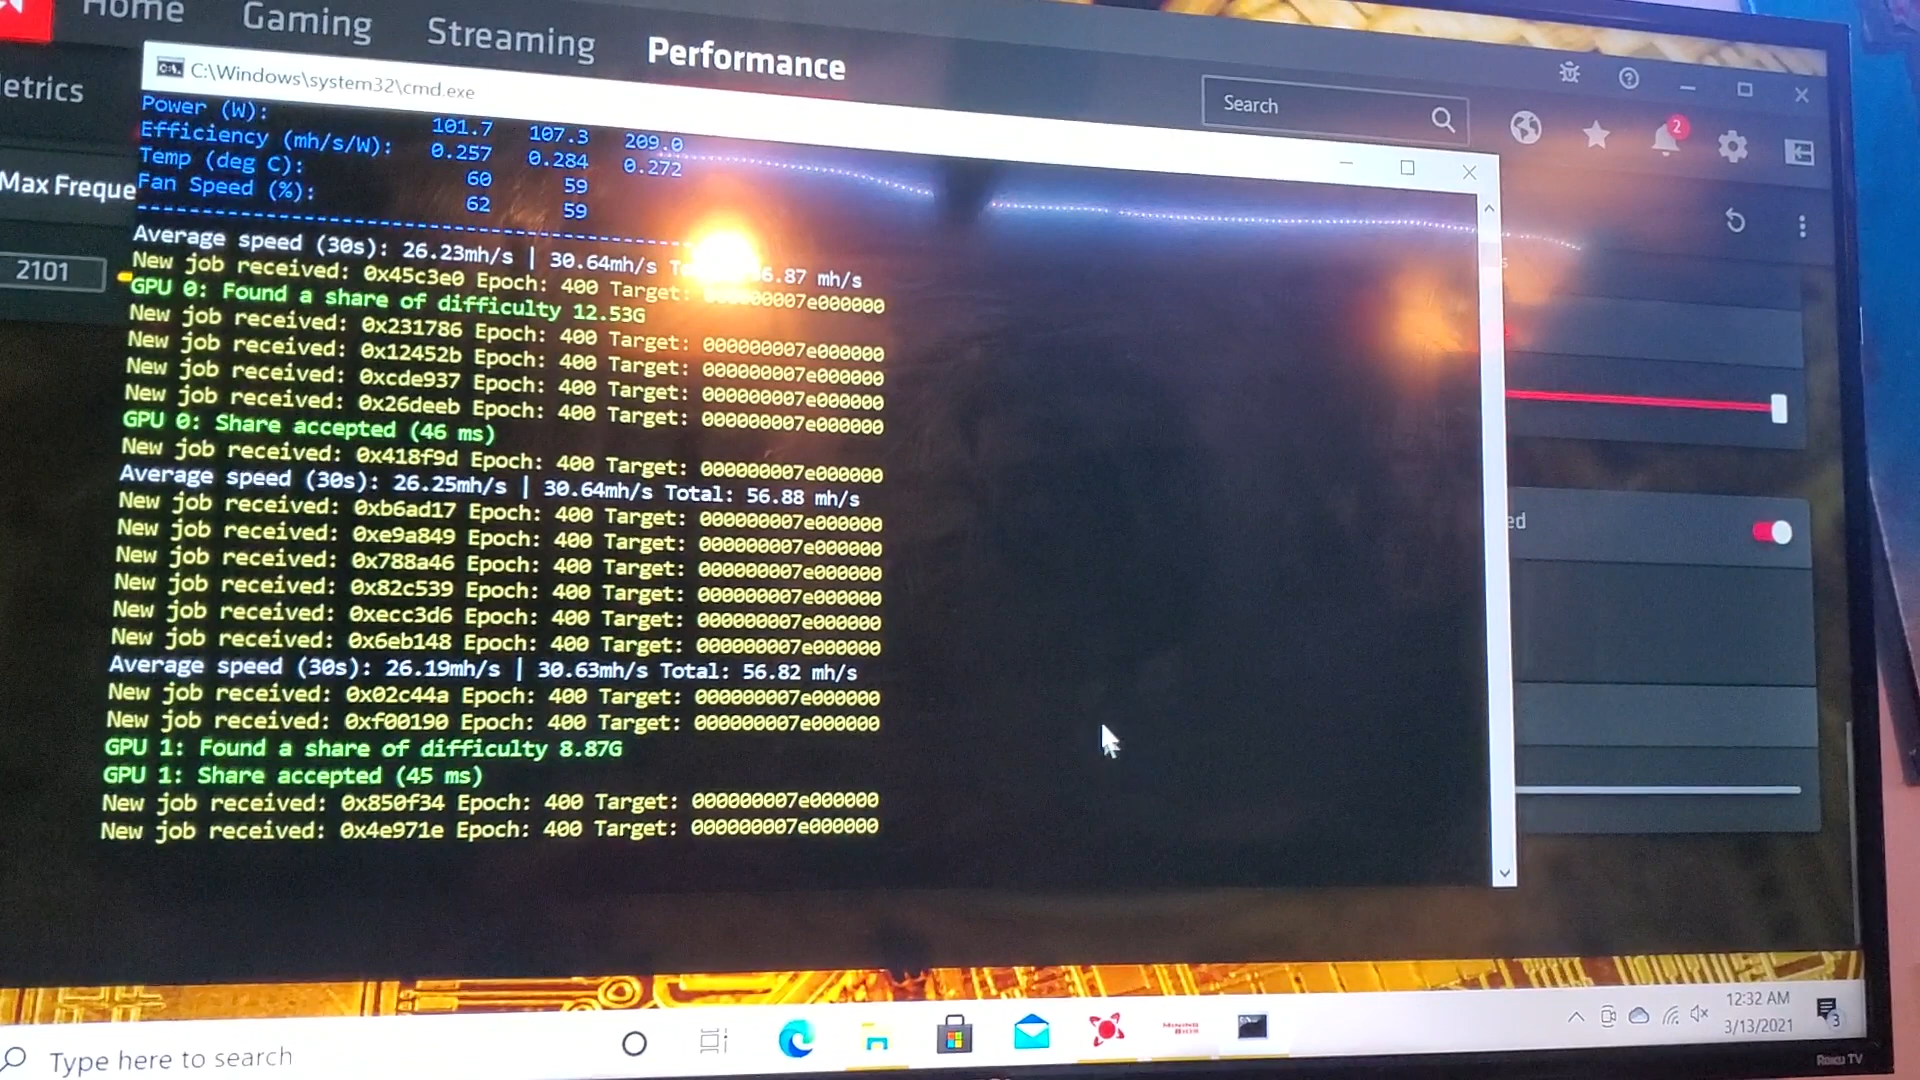 Home Gaming Streaming Performance
C:\Windows\system32\cmd.exe
Search
2
etrics
Max Freque
2101
Power (W): 101.7 107.3 209.0
Efficiency (mh/s/W): 0.257 0.284 0.272
Temp (deg C): 60 59
Fan Speed (%): 62 59
Average speed (30s): 26.23mh/s | 30.64mh/s 6.87 mh/s
New job received: 0x45c3e0 Epoch: 400 Target: 00007e000000
GPU 0: Found a share of difficulty 12.53G
New job received: 0x231786 Epoch: 400 Target: 000000007e000000
New job received: 0x12452b Epoch: 400 Target: 000000007e000000
New job received: 0xcde937 Epoch: 400 Target: 000000007e000000
New job received: 0x26deeb Epoch: 400 Target: 000000007e000000
GPU 0: Share accepted (46 ms)
New job received: 0x418f9d Epoch: 400 Target: 000000007e000000
Average speed (30s): 26.25mh/s | 30.64mh/s Total: 56.88 mh/s
New job received: 0xb6ad17 Epoch: 400 Target: 000000007e000000
New job received: 0xe9a849 Epoch: 400 Target: 000000007e000000
New job received: 0x788a46 Epoch: 400 Target: 000000007e000000
New job received: 0x82c539 Epoch: 400 Target: 000000007e000000
New job received: 0xecc3d6 Epoch: 400 Target: 000000007e000000
New job received: 0x6eb148 Epoch: 400 Target: 000000007e000000
Average speed (30s): 26.19mh/s | 30.63mh/s Total: 56.82 mh/s
New job received: 0x02c44a Epoch: 400 Target: 000000007e000000
New job received: 0xf00190 Epoch: 400 Target: 000000007e000000
GPU 1: Found a share of difficulty 8.87G
GPU 1: Share accepted (45 ms)
New job received: 0x850f34 Epoch: 400 Target: 000000007e000000
New job received: 0x4e971e Epoch: 400 Target: 000000007e000000
s
ed
Type here to search
12:32 AM
3/13/2021
3
Roku TV